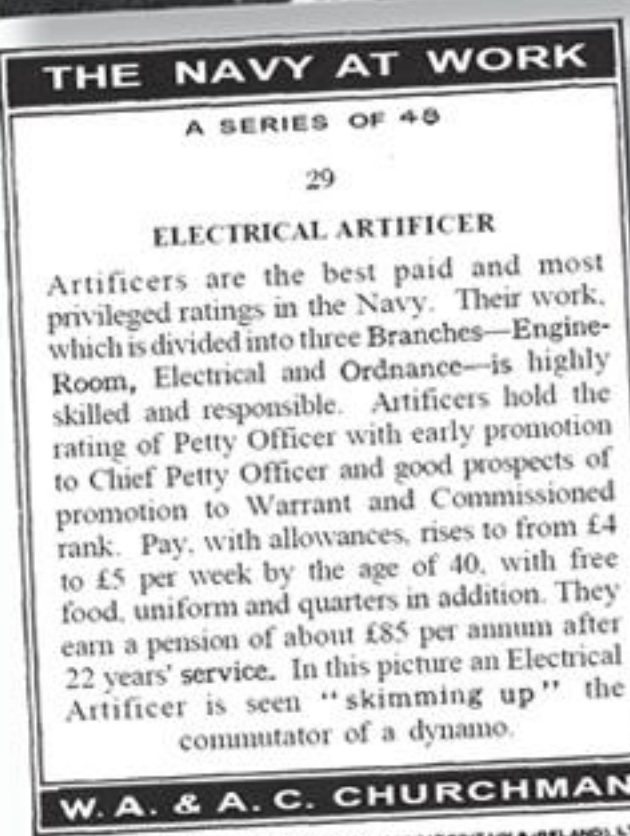 THE NAVY AT WORK
A SERIES OF 48
29
ELECTRICAL ARTIFICER
Artificers are the best paid and most
privileged ratings in the Navy. Their work,
which is divided into three Branches—Engine-
Room, Electrical and Ordnance—is highly
skilled and responsible. Artificers hold the
rating of Petty Officer with early promotion
to Chief Petty Officer and good prospects of
promotion to Warrant and Commissioned
rank. Pay, with allowances, rises to from £4
to £5 per week by the age of 40, with free
food, uniform and quarters in addition. They
earn a pension of about £85 per annum after
22 years' service. In this picture an Electrical
Artificer is seen "skimming up" the
commutator of a dynamo.
W. A. & A. C. CHURCHMAN